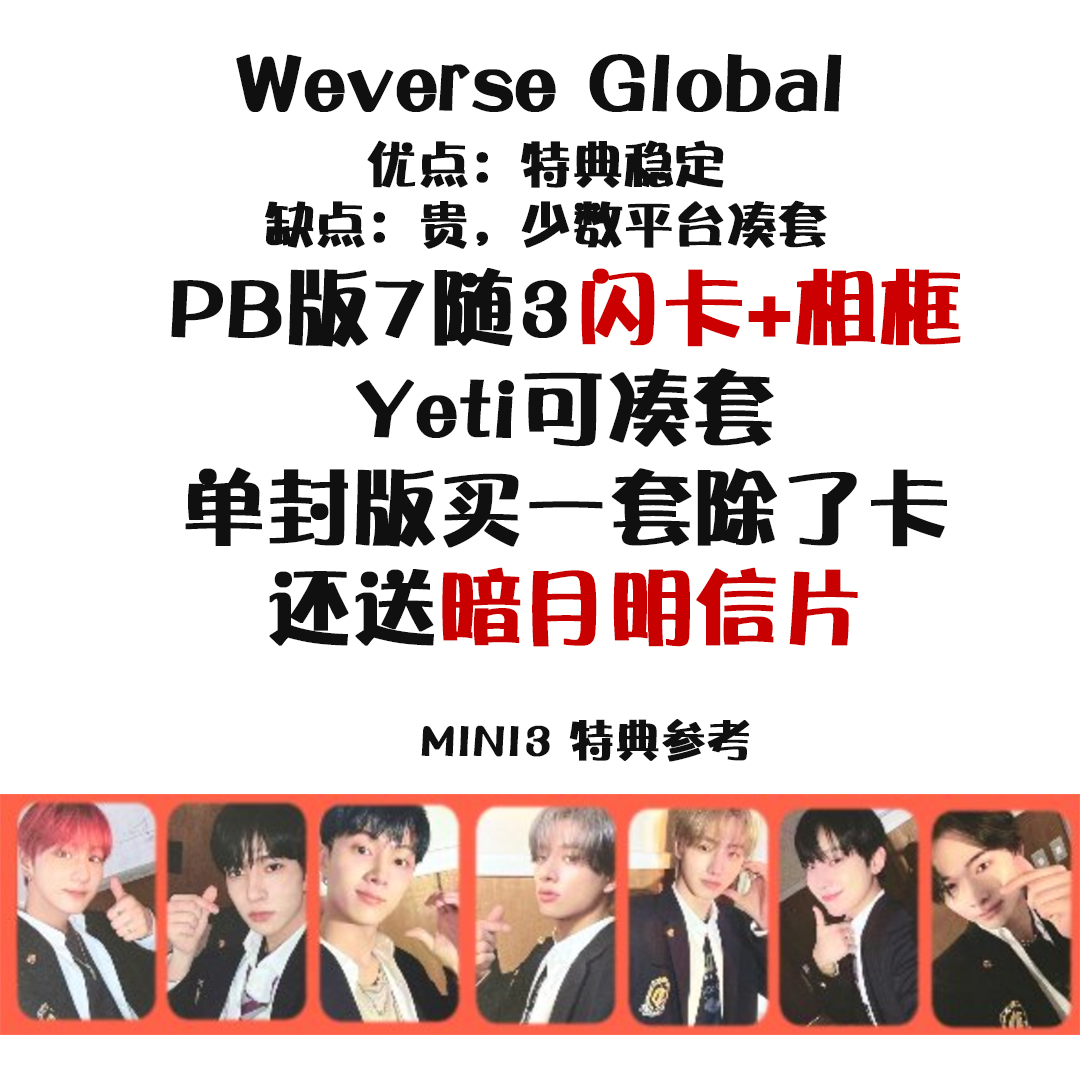 Weverse Global
优点：特典稳定
缺点：贵，少数平台凑套
PB版7随3闪卡+相框
Yeti可凑套
单封版买一套除了卡
还送暗月明信片
MINI3 特典参考